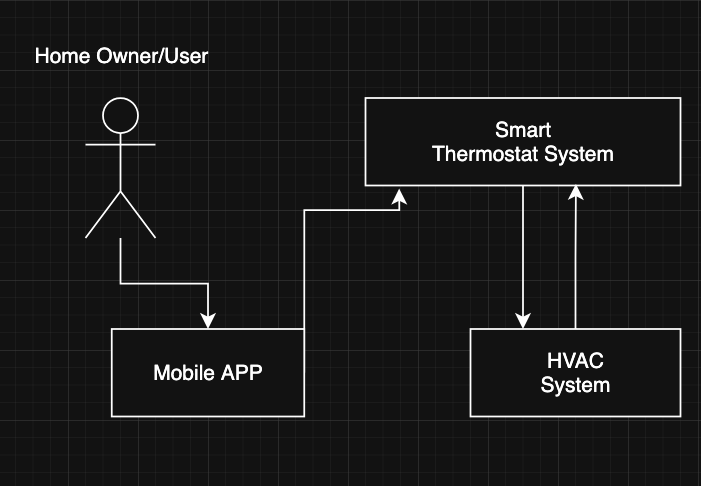 Home Owner/User
Smart
Thermostat System
Mobile APP
HVAC
System